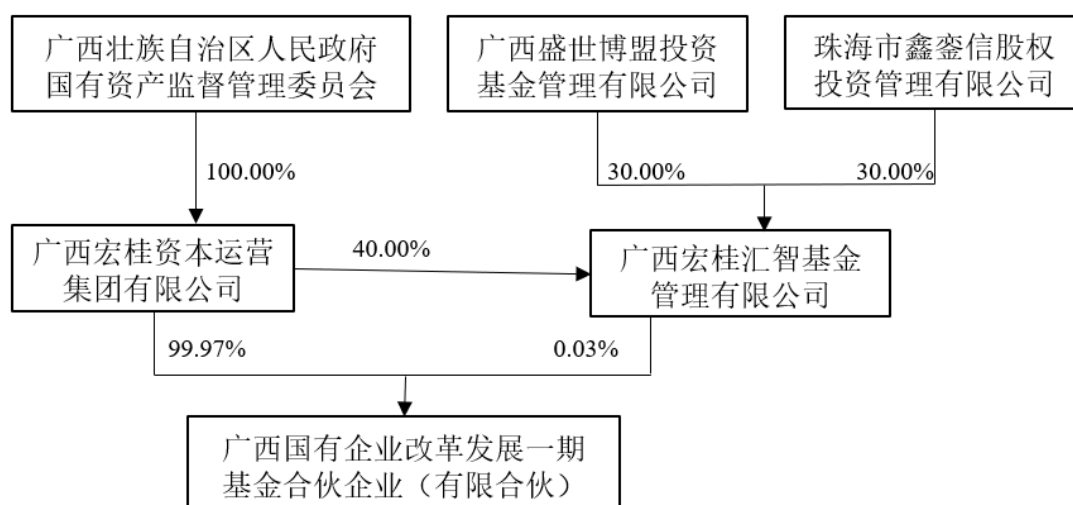 广西壮族自治区人民政府
国有资产监督管理委员会
广西盛世博盟投资
基金管理有限公司
珠海市鑫銮信股权
投资管理有限公司
100.00%
30.00%
30.00%
广西宏桂资本运营
集团有限公司
40.00%
广西宏桂汇智基金
管理有限公司
99.97%
0.03%
广西国有企业改革发展一期
基金合伙企业（有限合伙）